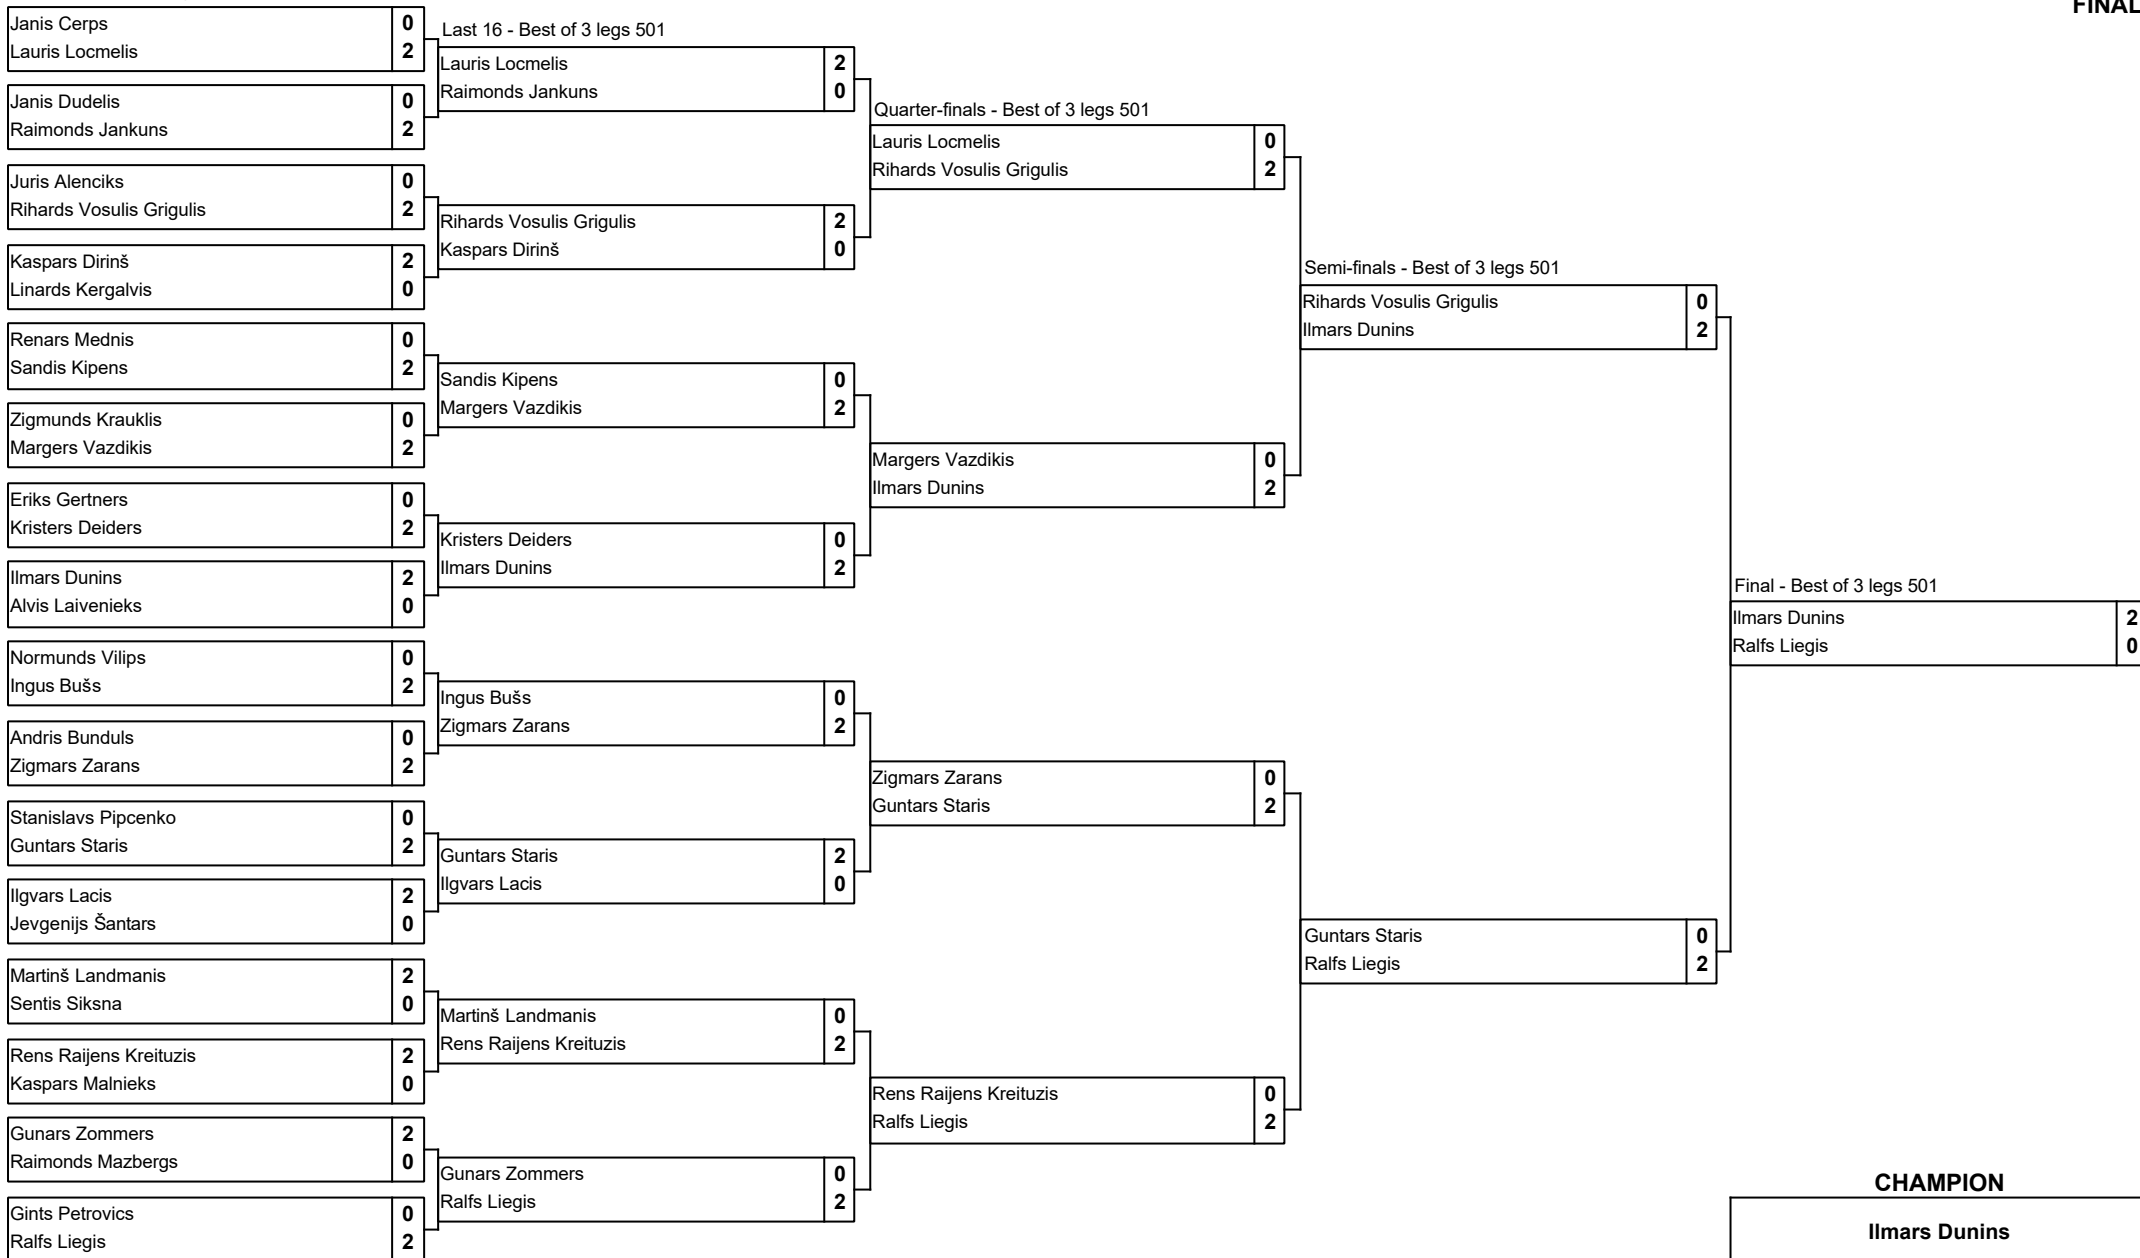 FINAL
Janis Cerps 0
Lauris Locmelis 2
Janis Dudelis 0
Raimonds Jankuns 2
Juris Alenciks 0
Rihards Vosulis Grigulis 2
Kaspars Dirinš 2
Linards Kergalvis 0
Renars Mednis 0
Sandis Kipens 2
Zigmunds Krauklis 0
Margers Vazdikis 2
Eriks Gertners 0
Kristers Deiders 2
Ilmars Dunins 2
Alvis Laivenieks 0
Normunds Vilips 0
Ingus Bušs 2
Andris Bunduls 0
Zigmars Zarans 2
Stanislavs Pipcenko 0
Guntars Staris 2
Ilgvars Lacis 2
Jevgenijs Šantars 0
Martinš Landmanis 2
Sentis Siksna 0
Rens Raijens Kreituzis 2
Kaspars Malnieks 0
Gunars Zommers 2
Raimonds Mazbergs 0
Gints Petrovics 0
Ralfs Liegis 2
Last 16 - Best of 3 legs 501
Lauris Locmelis 2
Raimonds Jankuns 0
Rihards Vosulis Grigulis 2
Kaspars Dirinš 0
Sandis Kipens 0
Margers Vazdikis 2
Kristers Deiders 0
Ilmars Dunins 2
Ingus Bušs 0
Zigmars Zarans 2
Guntars Staris 2
Ilgvars Lacis 0
Martinš Landmanis 0
Rens Raijens Kreituzis 2
Gunars Zommers 0
Ralfs Liegis 2
Quarter-finals - Best of 3 legs 501
Lauris Locmelis 0
Rihards Vosulis Grigulis 2
Margers Vazdikis 0
Ilmars Dunins 2
Zigmars Zarans 0
Guntars Staris 2
Rens Raijens Kreituzis 0
Ralfs Liegis 2
Semi-finals - Best of 3 legs 501
Rihards Vosulis Grigulis 0
Ilmars Dunins 2
Guntars Staris 0
Ralfs Liegis 2
Final - Best of 3 legs 501
Ilmars Dunins 2
Ralfs Liegis 0
CHAMPION
Ilmars Dunins